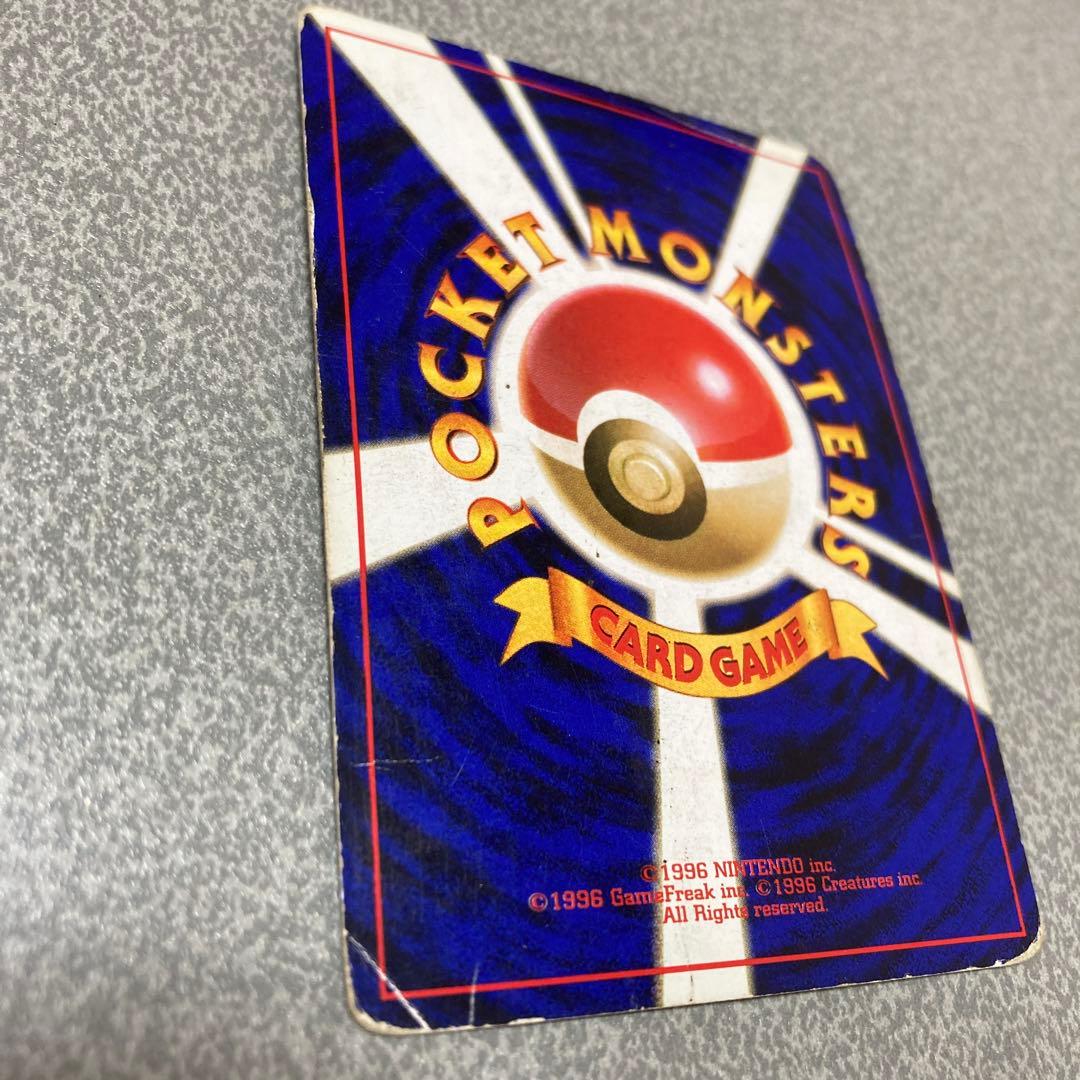 POCKET MONSTERS
CARD GAME
©1996 NINTENDO inc.
©1996 GameFreak inc. ©1996 Creatures inc.
All Rights reserved.